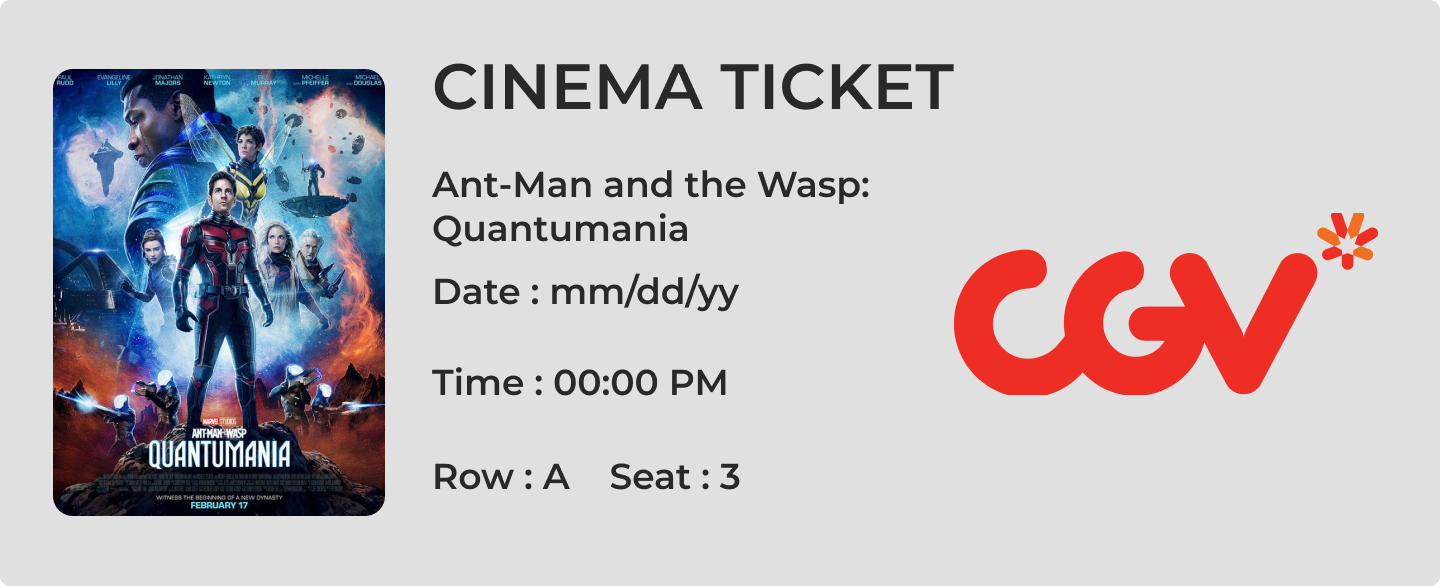 PAUL RUDD EVANGELINE LILLY JONATHAN MAJORS KATHRYN NEWTON BILL MURRAY MICHELLE PFEIFFER MICHAEL DOUGLAS
CINEMA TICKET
Ant-Man and the Wasp:
Quantumania
Date : mm/dd/yy
Time : 00:00 PM
Row : A Seat : 3
MARVEL STUDIOS
ANT-MAN AND THE WASP
QUANTUMANIA
WITNESS THE BEGINNING OF A NEW DYNASTY
FEBRUARY 17
CGV